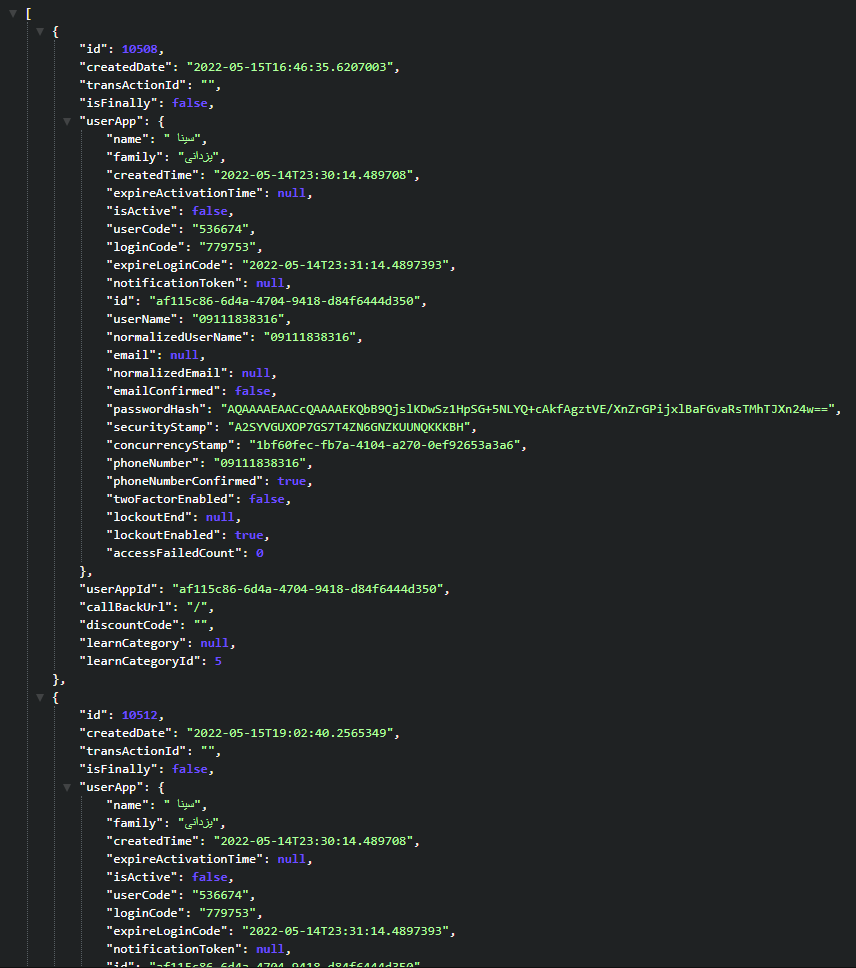 [
{
"id": 10508,
"createdDate": "2022-05-15T16:46:35.6207003",
"transActionId": "",
"isFinally": false,
"userApp": {
"name": " سینا",
"family": "یزدانی",
"createdTime": "2022-05-14T23:30:14.489708",
"expireActivationTime": null,
"isActive": false,
"userCode": "536674",
"loginCode": "779753",
"expireLoginCode": "2022-05-14T23:31:14.4897393",
"notificationToken": null,
"id": "af115c86-6d4a-4704-9418-d84f6444d350",
"userName": "09111838316",
"normalizedUserName": "09111838316",
"email": null,
"normalizedEmail": null,
"emailConfirmed": false,
"passwordHash": "AQAAAAEAACcQAAAAEKQbB9QjslKDwSz1HpSG+5NLYQ+cAkfAgztVE/XnZrGPijxlBaFGvaRsTMhTJXn24w==",
"securityStamp": "A2SYVGUXOP7GS7T4ZN6GNZKUUNQKKKBH",
"concurrencyStamp": "1bf60fec-fb7a-4104-a270-0ef92653a3a6",
"phoneNumber": "09111838316",
"phoneNumberConfirmed": true,
"twoFactorEnabled": false,
"lockoutEnd": null,
"lockoutEnabled": true,
"accessFailedCount": 0
},
"userAppId": "af115c86-6d4a-4704-9418-d84f6444d350",
"callBackUrl": "/",
"discountCode": "",
"learnCategory": null,
"learnCategoryId": 5
},
{
"id": 10512,
"createdDate": "2022-05-15T19:02:40.2565349",
"transActionId": "",
"isFinally": false,
"userApp": {
"name": " سینا",
"family": "یزدانی",
"createdTime": "2022-05-14T23:30:14.489708",
"expireActivationTime": null,
"isActive": false,
"userCode": "536674",
"loginCode": "779753",
"expireLoginCode": "2022-05-14T23:31:14.4897393",
"notificationToken": null,
"id": "af115c86-6d4a-4704-9418-d84f6444d350"